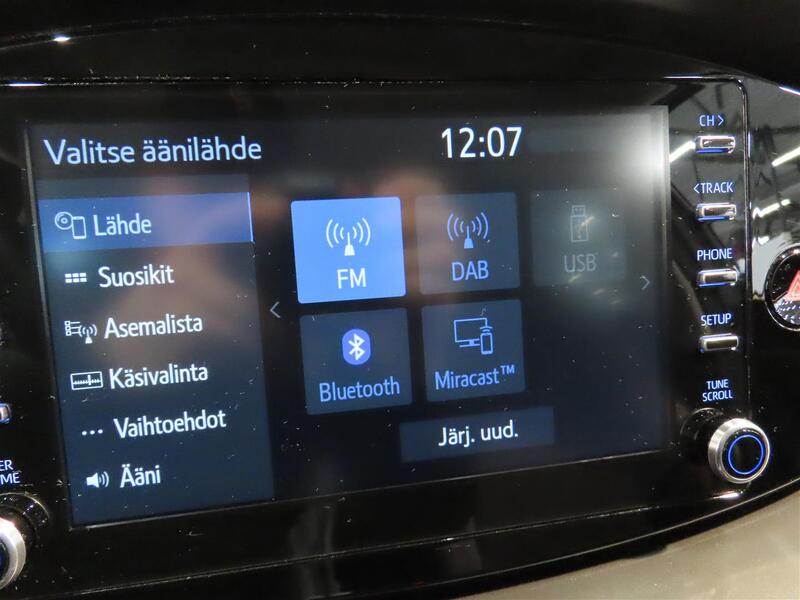 Valitse äänilähde
12:07
Lähde
Suosikit
Asemalista
Käsivalinta
Vaihtoehdot
Ääni
FM
DAB
USB
Bluetooth
Miracast™
Järj. uud.
CH >
< TRACK
PHONE
SETUP
TUNE
SCROLL